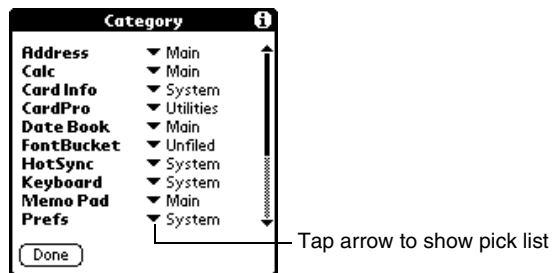 Category
Address Main
Calc Main
Card Info System
CardPro Utilities
Date Book Main
FontBucket Unfiled
HotSync System
Keyboard System
Memo Pad Main
Prefs System
Tap arrow to show pick list
Done